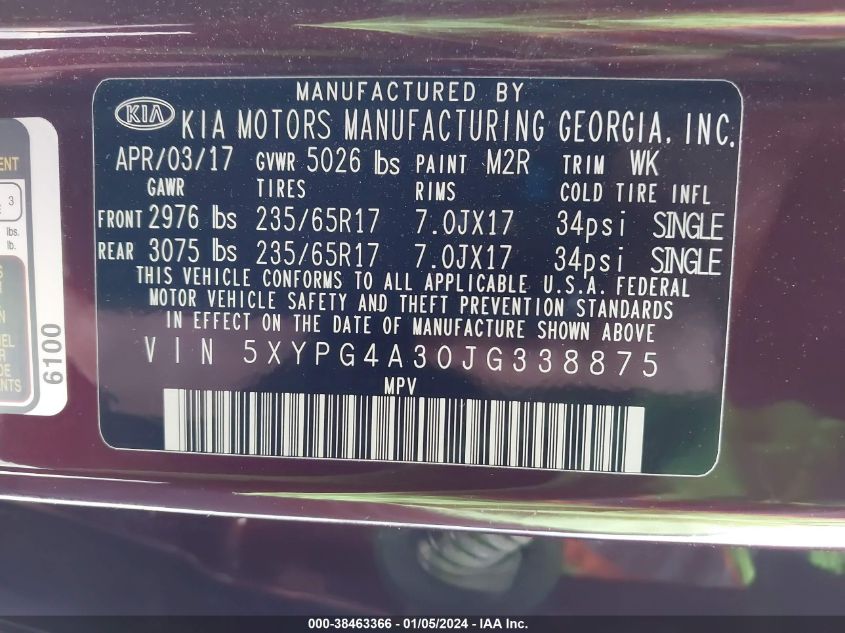 MANUFACTURED BY
KIA KIA MOTORS MANUFACTURING GEORGIA, INC.
APR/03/17 GVWR 5026 lbs PAINT M2R TRIM WK
GAWR TIRES RIMS COLD TIRE INFL
FRONT 2976 lbs 235/65R17 7.0JX17 34psi SINGLE
REAR 3075 lbs 235/65R17 7.0JX17 34psi SINGLE
THIS VEHICLE CONFORMS TO ALL APPLICABLE U.S.A. FEDERAL
MOTOR VEHICLE SAFETY AND THEFT PREVENTION STANDARDS
IN EFFECT ON THE DATE OF MANUFACTURE SHOWN ABOVE
VIN 5XYPG4A30JG338875
MPV
3
lbs.
lb.
6100
000-38463366 - 01/05/2024 - IAA Inc.